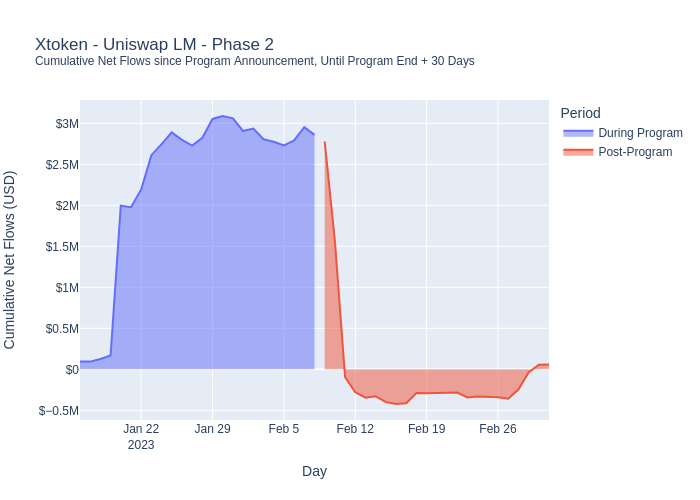 Xtoken - Uniswap LM - Phase 2
Cumulative Net Flows since Program Announcement, Until Program End + 30 Days
Period
During Program
Post-Program
Cumulative Net Flows (USD)
$3M
$2.5M
$2M
$1.5M
$1M
$0.5M
$0
$−0.5M
Jan 22
2023
Jan 29
Feb 5
Feb 12
Feb 19
Feb 26
Day